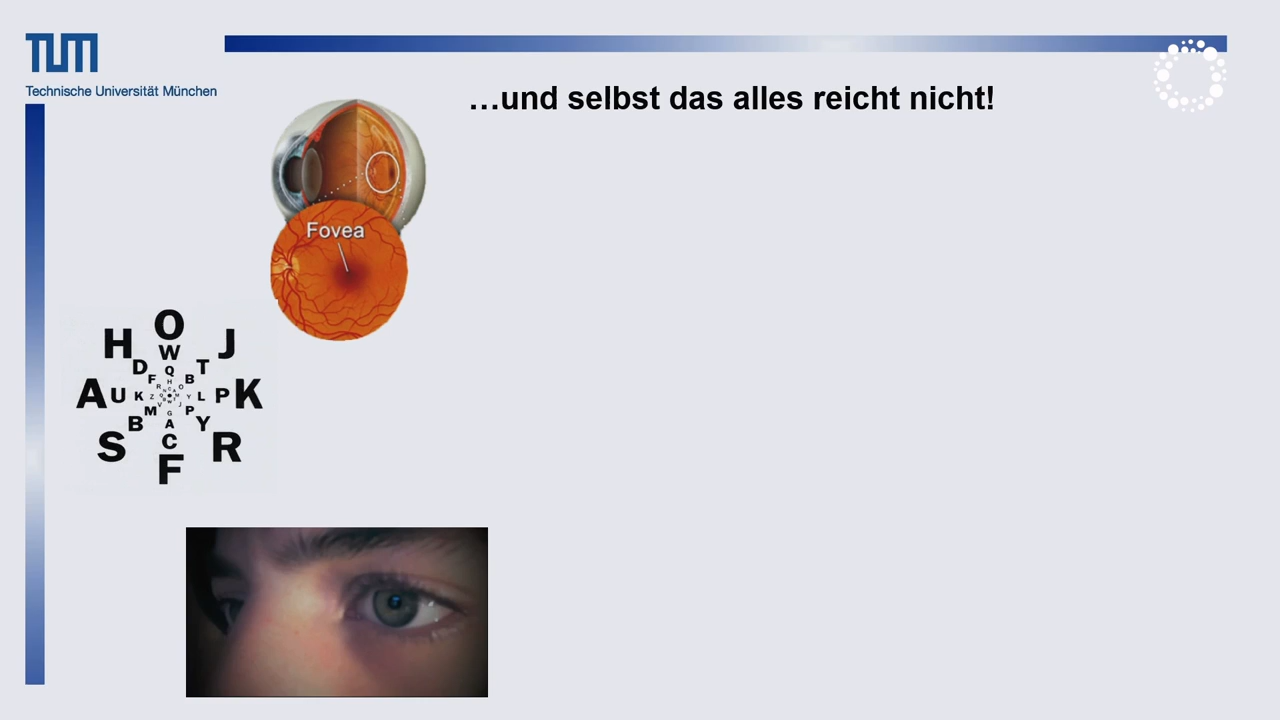 TUM
Technische Universität München
…und selbst das alles reicht nicht!
Fovea
O
H J
W
D T
Q
F B
A U K L P K
M P
B A Y
C
S R
F